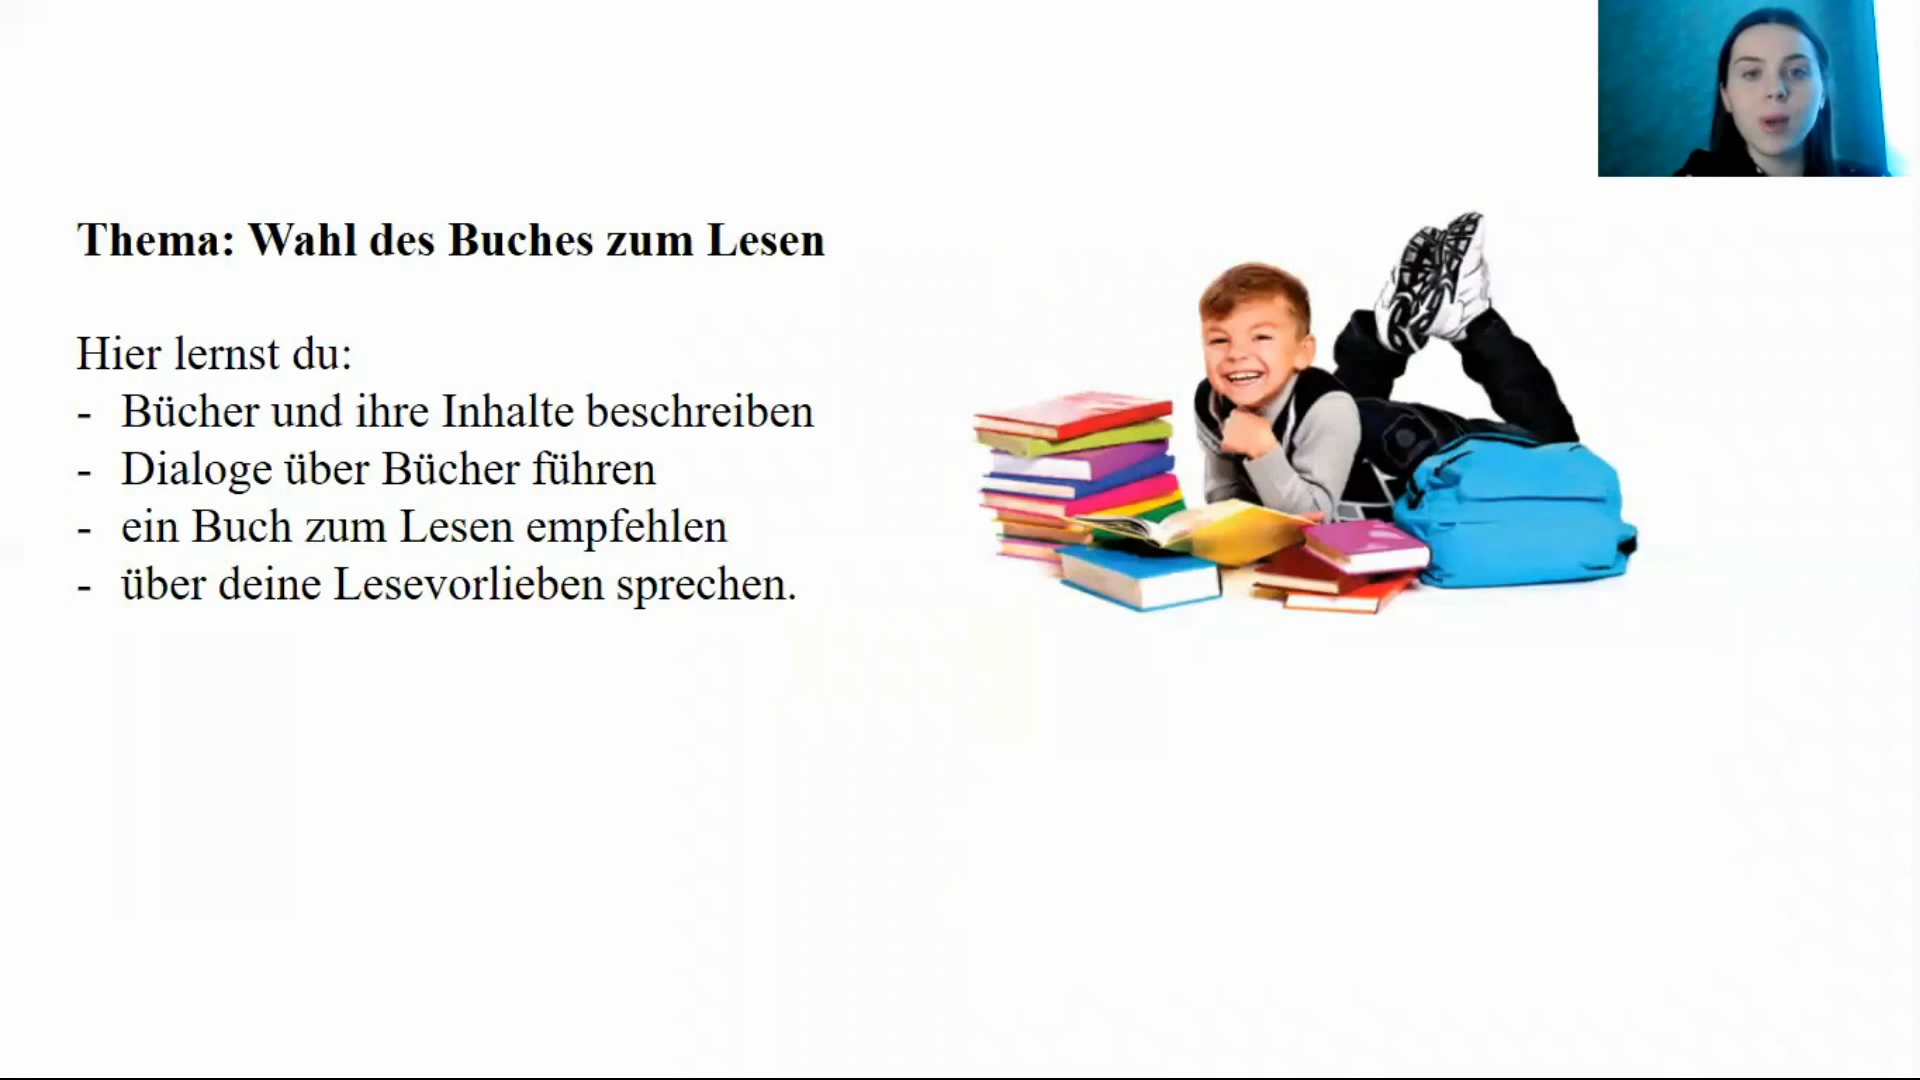 Thema: Wahl des Buches zum Lesen
Hier lernst du:
- Bücher und ihre Inhalte beschreiben
- Dialoge über Bücher führen
- ein Buch zum Lesen empfehlen
- über deine Lesevorlieben sprechen.